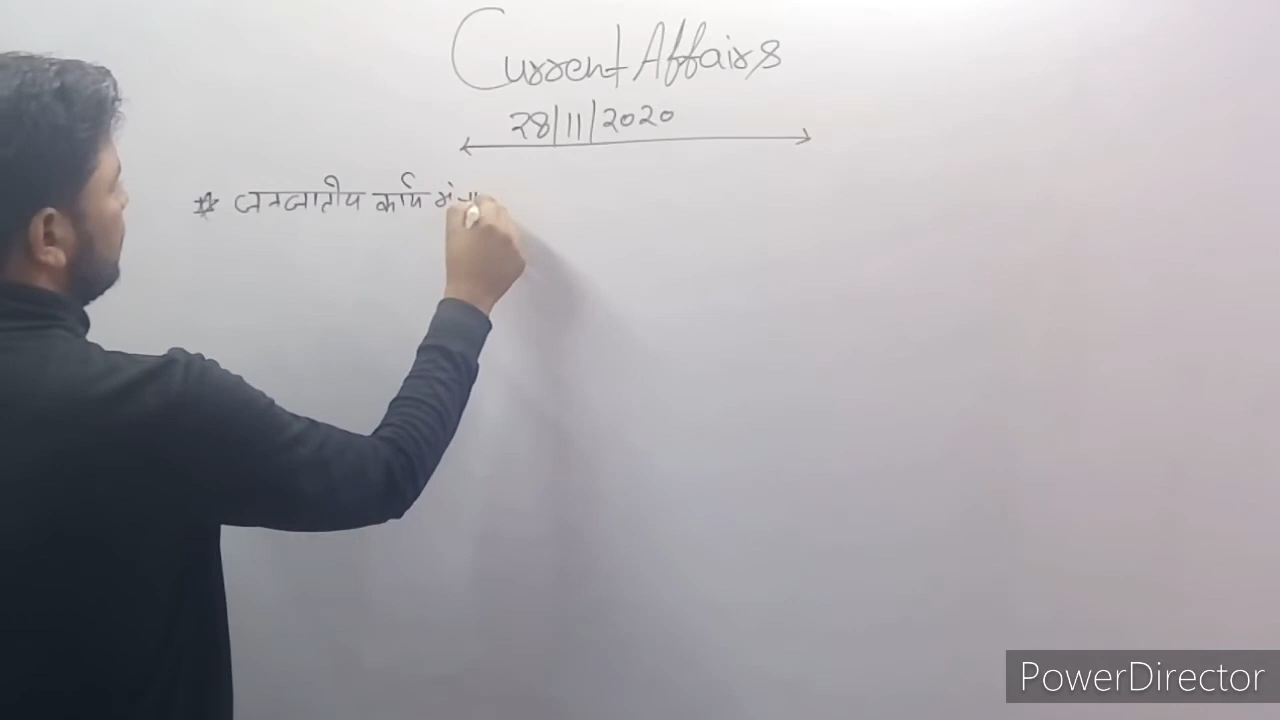 Current Affairs
28/11/2020
* जनजातीय कार्य
PowerDirector